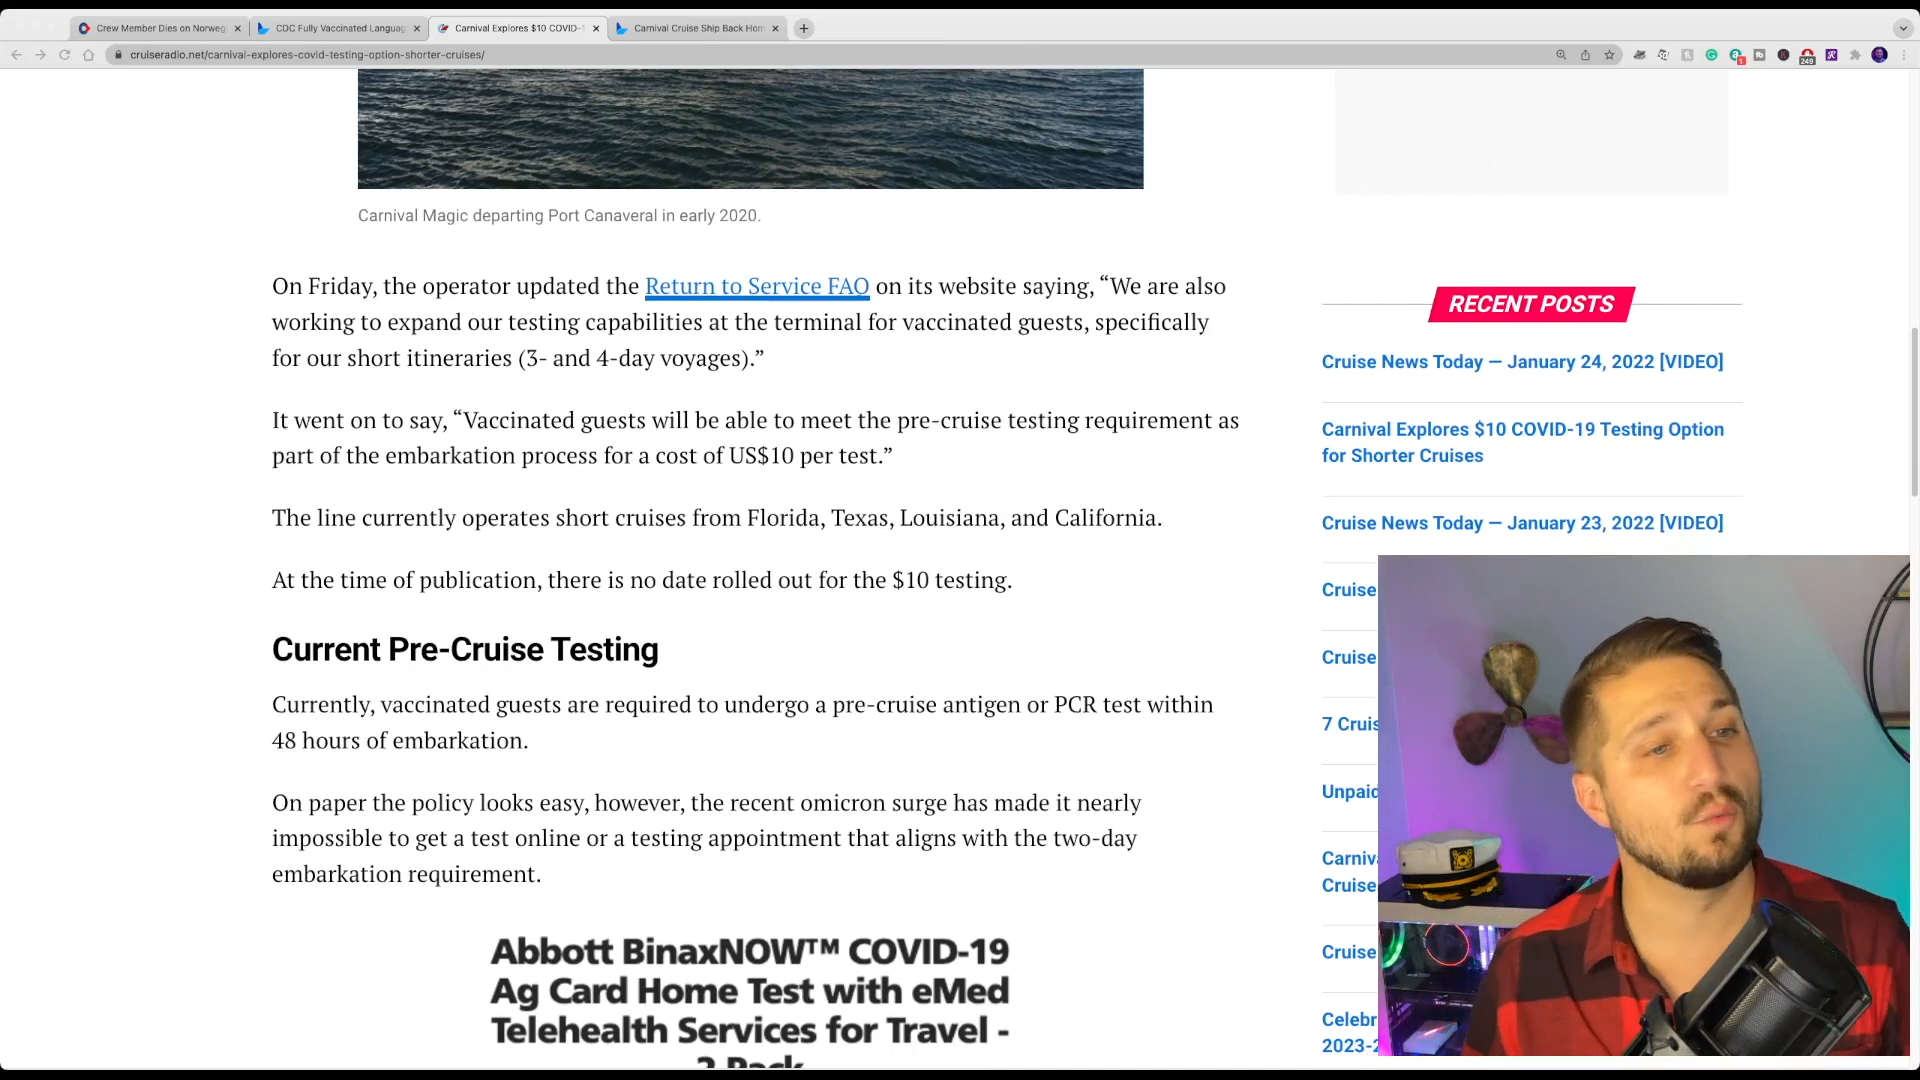 Crew Member Dies on Norweg
CDC Fully Vaccinated Languag
Carnival Explores $10 COVID-1
Carnival Cruise Ship Back Hom
cruiseradio.net/carnival-explores-covid-testing-option-shorter-cruises/
1
249
Carnival Magic departing Port Canaveral in early 2020.
On Friday, the operator updated the Return to Service FAQ on its website saying, “We are also
working to expand our testing capabilities at the terminal for vaccinated guests, specifically
for our short itineraries (3- and 4-day voyages).”
It went on to say, “Vaccinated guests will be able to meet the pre-cruise testing requirement as
part of the embarkation process for a cost of US$10 per test.”
The line currently operates short cruises from Florida, Texas, Louisiana, and California.
At the time of publication, there is no date rolled out for the $10 testing.
Current Pre-Cruise Testing
Currently, vaccinated guests are required to undergo a pre-cruise antigen or PCR test within
48 hours of embarkation.
On paper the policy looks easy, however, the recent omicron surge has made it nearly
impossible to get a test online or a testing appointment that aligns with the two-day
embarkation requirement.
Abbott BinaxNOW™ COVID-19
Ag Card Home Test with eMed
Telehealth Services for Travel -
2 Pack
RECENT POSTS
Cruise News Today — January 24, 2022 [VIDEO]
Carnival Explores $10 COVID-19 Testing Option
for Shorter Cruises
Cruise News Today — January 23, 2022 [VIDEO]
Cruise
Cruise
7 Cruis
Unpaid
Carniva
Cruise
Cruise
Celebr
2023-2